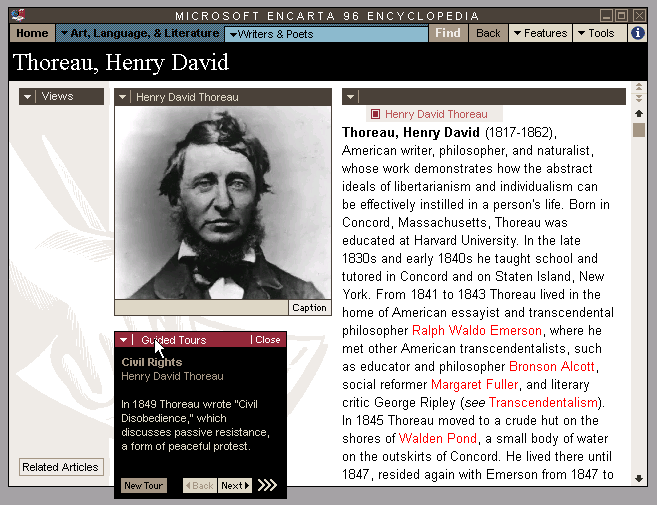 MICROSOFT ENCARTA 96 ENCYCLOPEDIA
Home Art, Language, & Literature Writers & Poets Find Back Features Tools
Thoreau, Henry David
Views
Related Articles
Henry David Thoreau
Caption
Guided Tours Close
Civil Rights
Henry David Thoreau
In 1849 Thoreau wrote "Civil
Disobedience," which
discusses passive resistance,
a form of peaceful protest.
New Tour Back Next
Henry David Thoreau
Thoreau, Henry David (1817-1862),
American writer, philosopher, and naturalist,
whose work demonstrates how the abstract
ideals of libertarianism and individualism can
be effectively instilled in a person's life. Born in
Concord, Massachusetts, Thoreau was
educated at Harvard University. In the late
1830s and early 1840s he taught school and
tutored in Concord and on Staten Island, New
York. From 1841 to 1843 Thoreau lived in the
home of American essayist and transcendental
philosopher Ralph Waldo Emerson, where he
met other American transcendentalists, such
as educator and philosopher Bronson Alcott,
social reformer Margaret Fuller, and literary
critic George Ripley (see Transcendentalism).
In 1845 Thoreau moved to a crude hut on the
shores of Walden Pond, a small body of water
on the outskirts of Concord. He lived there until
1847, resided again with Emerson from 1847 to